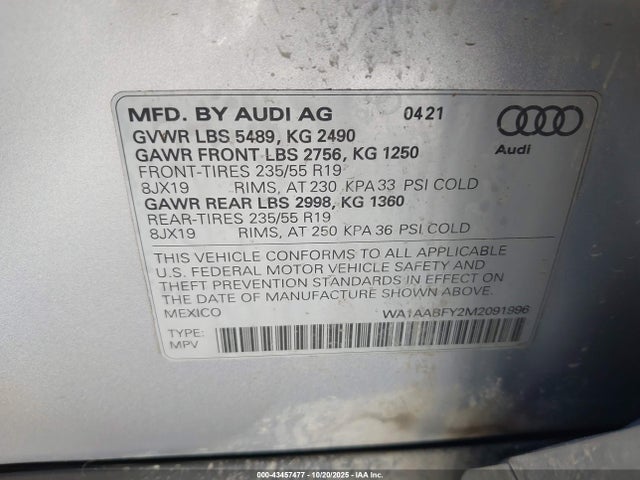 MFD. BY AUDI AG 0421
GVWR LBS 5489, KG 2490
GAWR FRONT LBS 2756, KG 1250
FRONT-TIRES 235/55 R19
8JX19 RIMS, AT 230 KPA 33 PSI COLD
GAWR REAR LBS 2998, KG 1360
REAR-TIRES 235/55 R19
8JX19 RIMS, AT 250 KPA 36 PSI COLD
Audi
THIS VEHICLE CONFORMS TO ALL APPLICABLE
U.S. FEDERAL MOTOR VEHICLE SAFETY AND
THEFT PREVENTION STANDARDS IN EFFECT ON
THE DATE OF MANUFACTURE SHOWN ABOVE.
MEXICO WA1AABFY2M2091996
TYPE:
MPV
000-43457477 - 10/20/2025 - IAAI.COM